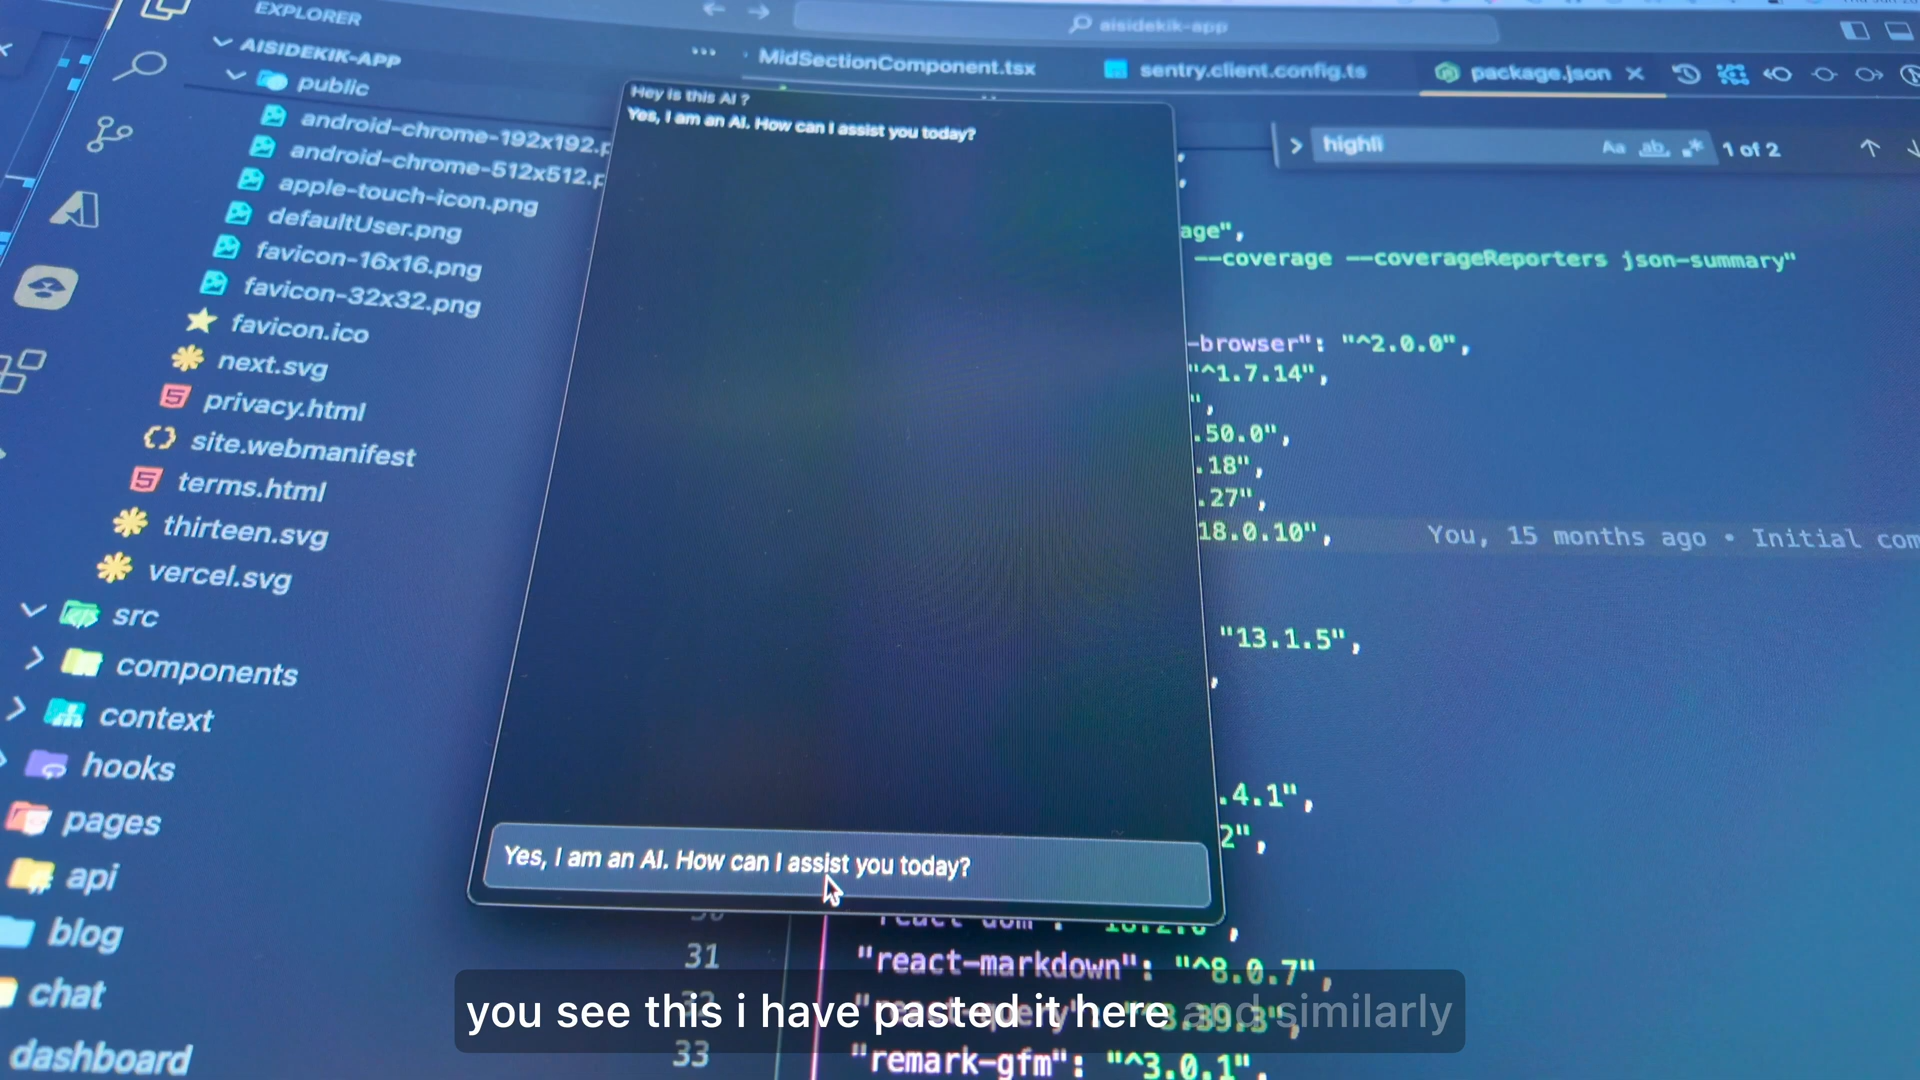 EXPLORER
AISIDEKIK-APP
public
android-chrome-192x192.p
android-chrome-512x512.p
apple-touch-icon.png
defaultUser.png
favicon-16x16.png
favicon-32x32.png
favicon.ico
next.svg
privacy.html
site.webmanifest
terms.html
thirteen.svg
vercel.svg
src
components
context
hooks
pages
api
blog
chat
dashboard
aisidekik-app
MidSectionComponent.tsx
sentry.client.config.ts
package.json
highli
Aa ab 1 of 2
Hey is this AI ?
Yes, I am an AI. How can I assist you today?
age",
--coverage --coverageReporters json-summary"
-browser": "^2.0.0",
"^1.7.14",
",
.50.0",
.18",
.27",
18.0.10", You, 15 months ago • Initial com
"13.1.5",
,
.4.1",
2",
Yes, I am an AI. How can I assist you today?
31 "react-markdown": "^8.0.7",
you see this i have pasted it here and similarly
33 "remark-gfm": "^3.0.1",